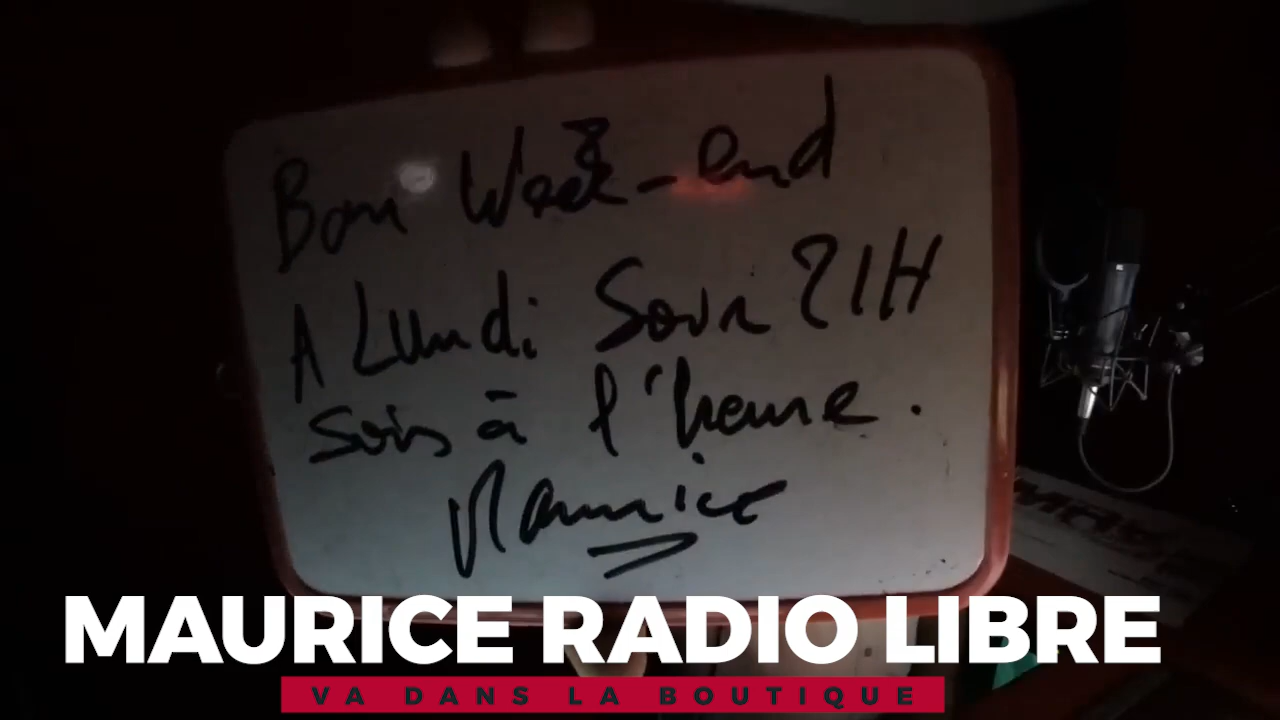 Bon Week-end
A Lundi Soir 21H
sois à l'heure.
Maurice
MAURICE RADIO LIBRE
VA DANS LA BOUTIQUE